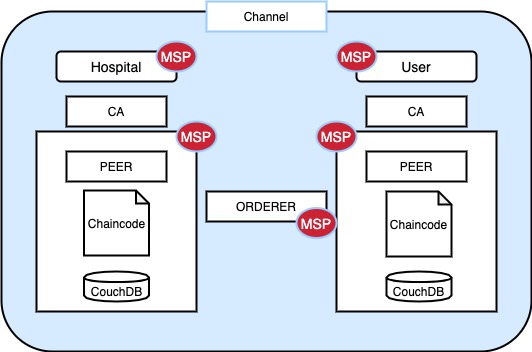 Channel
Hospital
MSP
MSP
User
CA
CA
MSP
MSP
PEER
PEER
Chaincode
ORDERER
MSP
Chaincode
CouchDB
CouchDB